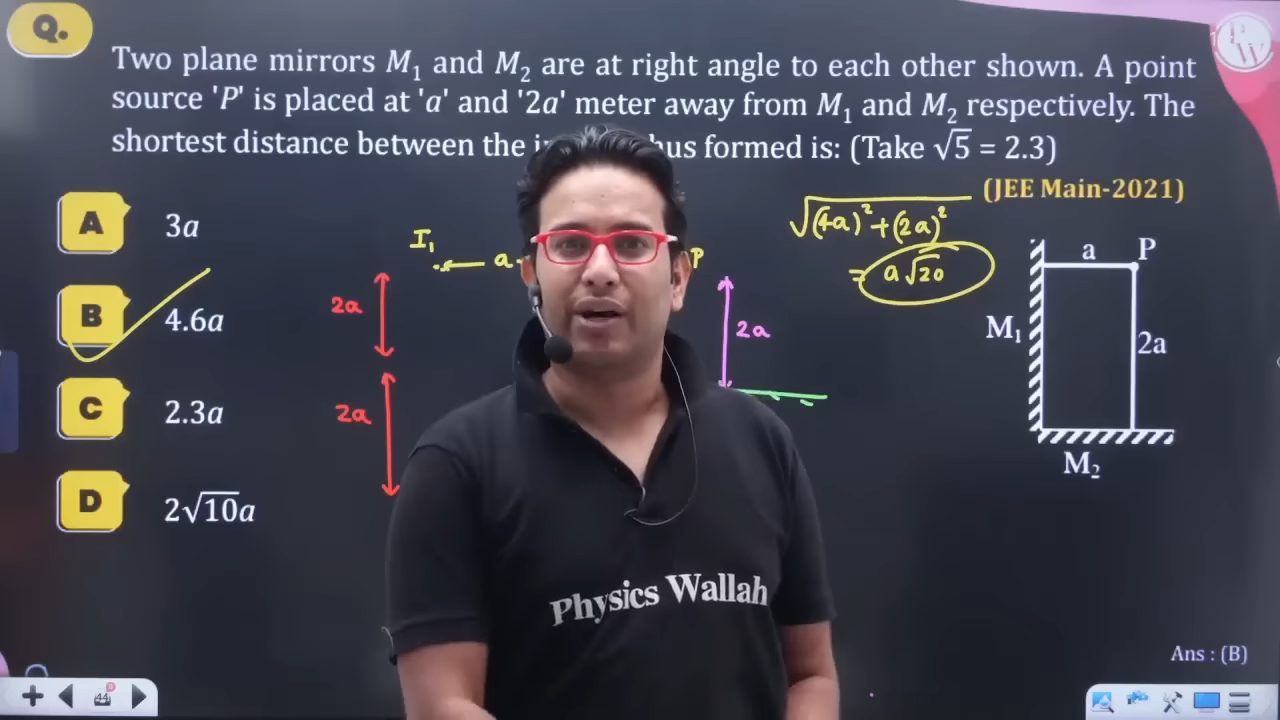 Q.
Two plane mirrors M₁ and M₂ are at right angle to each other shown. A point
source 'P' is placed at 'a' and '2a' meter away from M₁ and M₂ respectively. The
shortest distance between the hus formed is: (Take √5 = 2.3)
(JEE Main-2021)
A 3a
B 4.6a
C 2.3a
D 2√10a
I₁
a
P
2a
2a
2a
√(4a)²+(2a)²
= a√20
a P
M₁
2a
M₂
Physics Wallah
Ans : (B)
44
PW